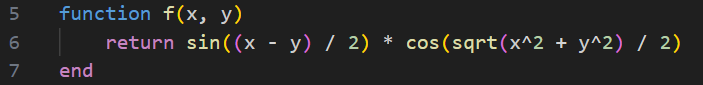 5 function f(x, y)
6 return sin((x - y) / 2) * cos(sqrt(x^2 + y^2) / 2)
7 end